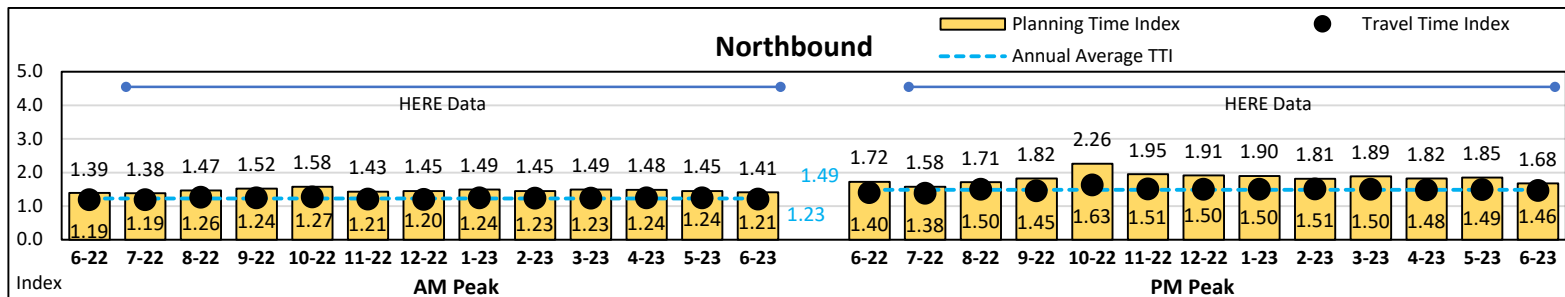 Northbound
Planning Time Index
Travel Time Index
Annual Average TTI
5.0
4.0
3.0
2.0
1.0
0.0
HERE Data
HERE Data
1.39 1.38 1.47 1.52 1.58 1.43 1.45 1.49 1.45 1.49 1.48 1.45 1.41
1.49
1.72 1.58 1.71 1.82 2.26 1.95 1.91 1.90 1.81 1.89 1.82 1.85 1.68
1.19 1.19 1.26 1.24 1.27 1.21 1.20 1.24 1.23 1.23 1.24 1.24 1.21
1.23
1.40 1.38 1.50 1.45 1.63 1.51 1.50 1.50 1.51 1.50 1.48 1.49 1.46
6-22 7-22 8-22 9-22 10-22 11-22 12-22 1-23 2-23 3-23 4-23 5-23 6-23
6-22 7-22 8-22 9-22 10-22 11-22 12-22 1-23 2-23 3-23 4-23 5-23 6-23
Index
AM Peak
PM Peak